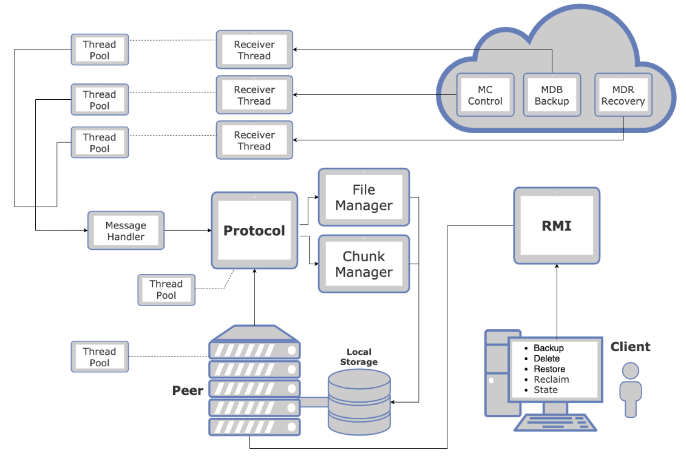 Thread
Pool
Receiver
Thread
MC
Control
MDB
Backup
MDR
Recovery
Thread
Pool
Receiver
Thread
Thread
Pool
Receiver
Thread
File
Manager
Message
Handler
Protocol
RMI
Chunk
Manager
Thread
Pool
Thread
Pool
Local
Storage
Peer
• Backup
• Delete
• Restore
• Reclaim
• State
Client